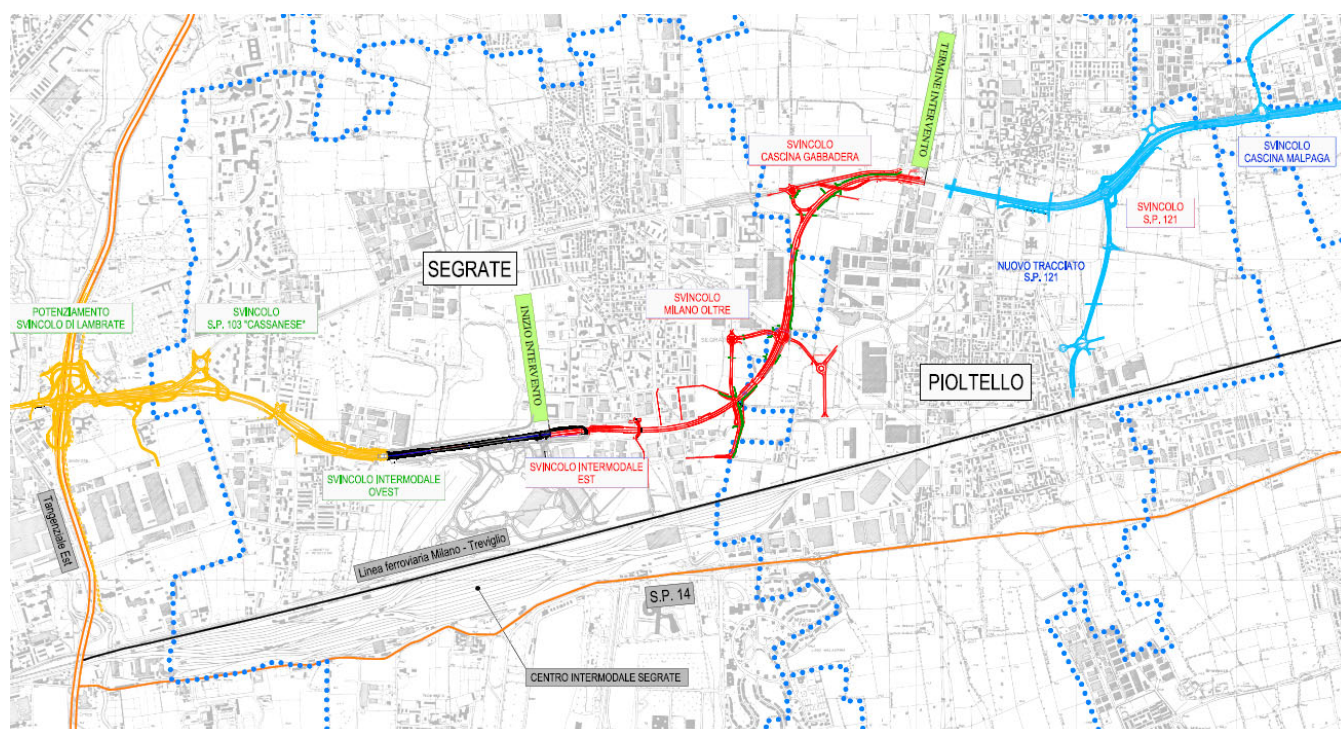 TERMINE INTERVENTO
SVINCOLO
CASCINA GABBADERA
SVINCOLO
CASCINA MALPAGA
SVINCOLO
S.P. 121
SEGRATE
NUOVO TRACCIATO
S.P. 121
POTENZIAMENTO
SVINCOLO DI LAMBRATE
SVINCOLO
S.P. 103 "CASSANESE"
SVINCOLO
MILANO OLTRE
INIZIO INTERVENTO
PIOLTELLO
SVINCOLO INTERMODALE
OVEST
SVINCOLO INTERMODALE
EST
Tangenziale Est
Linea ferroviaria Milano - Treviglio
S.P. 14
CENTRO INTERMODALE SEGRATE